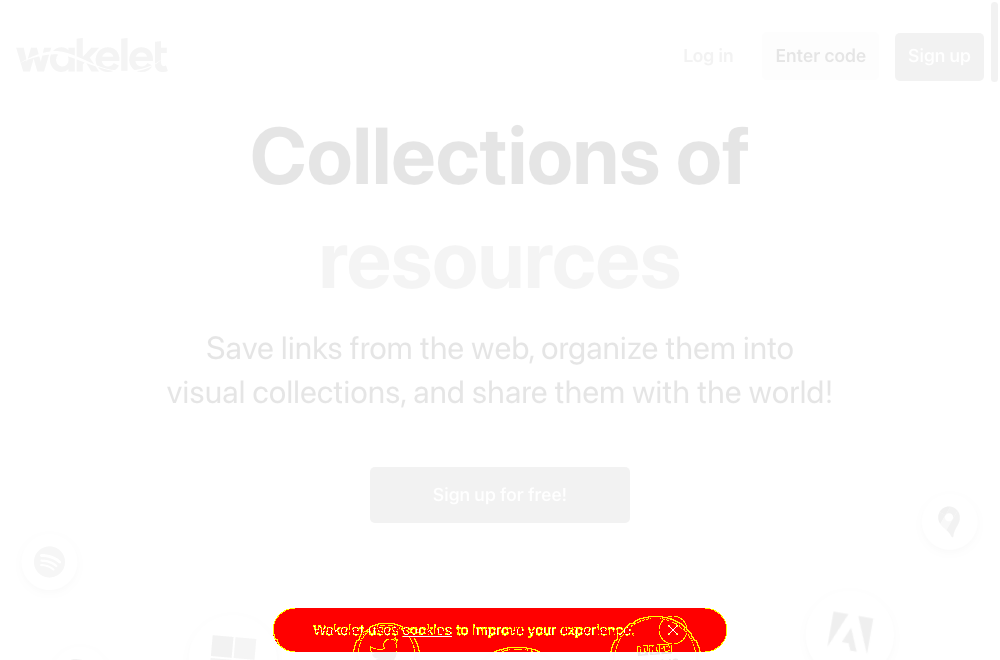 wakelet
Log in
Enter code
Sign up
Collections of
resources
Save links from the web, organize them into
visual collections, and share them with the world!
Sign up for free!
Wakelet uses cookies to improve your experience.